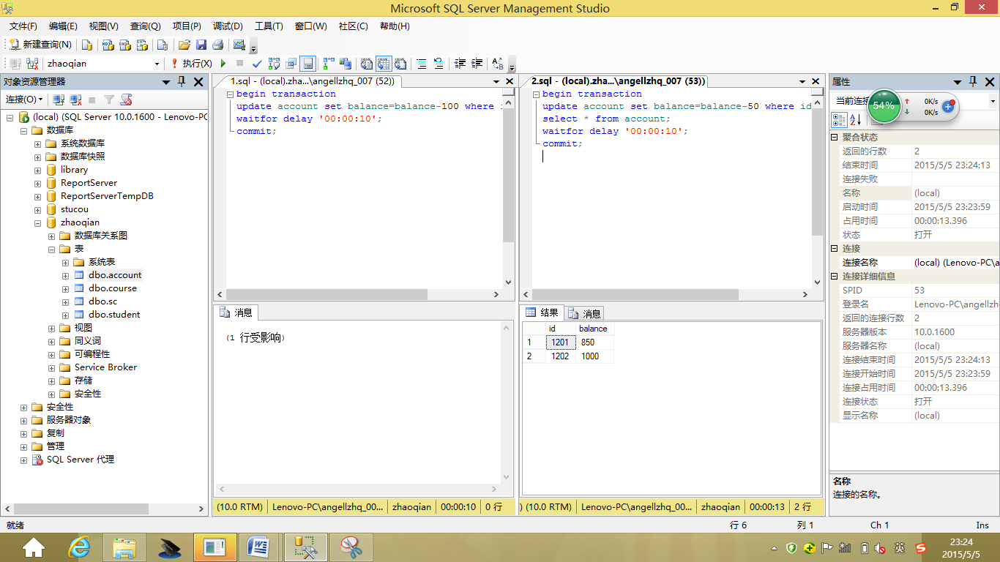 Microsoft SQL Server Management Studio
文件(F) 编辑(E) 视图(V) 查询(Q) 项目(P) 调试(D) 工具(T) 窗口(W) 社区(C) 帮助(H)
新建查询(N)
zhaoqian 执行(X)
对象资源管理器
连接(O)
(local) (SQL Server 10.0.1600 - Lenovo-PC
数据库
系统数据库
数据库快照
library
ReportServer
ReportServerTempDB
stucou
zhaoqian
数据库关系图
表
系统表
dbo.account
dbo.course
dbo.sc
dbo.student
视图
同义词
可编程性
Service Broker
存储
安全性
安全性
服务器对象
复制
管理
SQL Server 代理
1.sql - (local).zha...\angellzhq_007 (52))
begin transaction
update account set balance=balance-100 where i
waitfor delay '00:00:10';
commit;
消息
(1 行受影响)
(10.0 RTM) Lenovo-PC\angellzhq_00... zhaoqian 00:00:10 0 行
2.sql - (local).zha...\angellzhq_007 (53))
begin transaction
update account set balance=balance-50 where id
select * from account;
waitfor delay '00:00:10';
commit;
结果 消息
id balance
1 1201 850
2 1202 1000
) (10.0 RTM) Lenovo-PC\angellzhq_00... zhaoqian 00:00:13 2 行
属性
当前连接
54% 0K/s
0K/s
聚合状态
返回的行数 2
结束时间 2015/5/5 23:24:13
连接失败
名称 (local)
启动时间 2015/5/5 23:23:59
占用时间 00:00:13.396
状态 打开
连接
连接名称 (local) (Lenovo-PC\a
连接详细信息
SPID 53
登录名 Lenovo-PC\angellzh
返回的连接行数 2
服务器版本 10.0.1600
服务器名称 (local)
连接结束时间 2015/5/5 23:24:13
连接开始时间 2015/5/5 23:23:59
连接占用时间 00:00:13.396
连接状态 打开
显示名称 (local)
名称
连接的名称。
就绪 行 6 列 1 Ch 1 Ins
英 23:24
2015/5/5